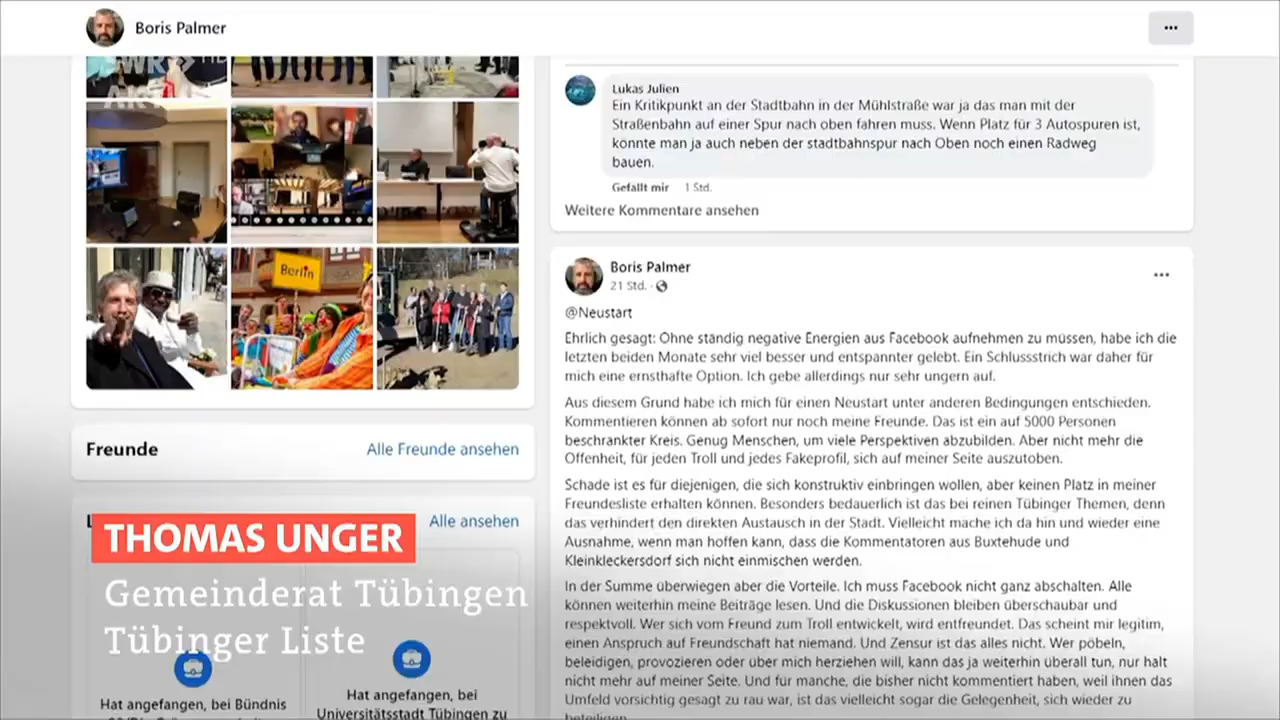 Boris Palmer
Lukas Julien
Ein Kritikpunkt an der Stadtbahn in der Mühlstraße war ja das man mit der
Straßenbahn auf einer Spur nach oben fahren muss. Wenn Platz für 3 Autospuren ist,
könnte man ja auch neben der stadtbahnspur nach Oben noch einen Radweg
bauen.
Gefällt mir 1 Std.
Weitere Kommentare ansehen
Berlin
Boris Palmer
21 Std.
@Neustart
Ehrlich gesagt: Ohne ständig negative Energien aus Facebook aufnehmen zu müssen, habe ich die
letzten beiden Monate sehr viel besser und entspannter gelebt. Ein Schlussstrich war daher für
mich eine ernsthafte Option. Ich gebe allerdings nur sehr ungern auf.
Aus diesem Grund habe ich mich für einen Neustart unter anderen Bedingungen entschieden.
Kommentieren können ab sofort nur noch meine Freunde. Das ist ein auf 5000 Personen
beschränkter Kreis. Genug Menschen, um viele Perspektiven abzubilden. Aber nicht mehr die
Offenheit, für jeden Troll und jedes Fakeprofil, sich auf meiner Seite auszutoben.
Schade ist es für diejenigen, die sich konstruktiv einbringen wollen, aber keinen Platz in meiner
Freundesliste erhalten können. Besonders bedauerlich ist das bei reinen Tübinger Themen, denn
das verhindert den direkten Austausch in der Stadt. Vielleicht mache ich da hin und wieder eine
Ausnahme, wenn man hoffen kann, dass die Kommentatoren aus Buxtehude und
Kleinkleckersdorf sich nicht einmischen werden.
In der Summe überwiegen aber die Vorteile. Ich muss Facebook nicht ganz abschalten. Alle
können weiterhin meine Beiträge lesen. Und die Diskussionen bleiben überschaubar und
respektvoll. Wer sich vom Freund zum Troll entwickelt, wird entfreundet. Das scheint mir legitim,
einen Anspruch auf Freundschaft hat niemand. Und Zensur ist das alles nicht. Wer pöbeln,
beleidigen, provozieren oder über mich herziehen will, kann das ja weiterhin überall tun, nur halt
nicht mehr auf meiner Seite. Und für manche, die bisher nicht kommentiert haben, weil ihnen das
Umfeld vorsichtig gesagt zu rau war, ist das vielleicht sogar die Gelegenheit, sich wieder zu
beteiligen.
Freunde
Alle Freunde ansehen
Alle ansehen
THOMAS UNGER
Gemeinderat Tübingen
Tübinger Liste
Hat angefangen, bei Bündnis
Hat angefangen, bei
Universitätsstadt Tübingen zu